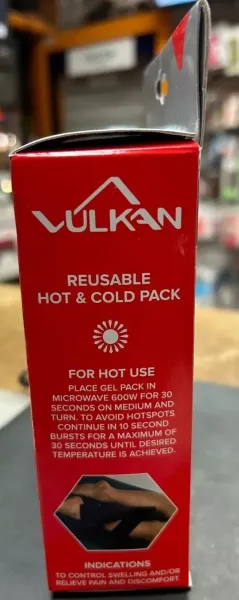 VULKAN
REUSABLE
HOT & COLD PACK
FOR HOT USE
PLACE GEL PACK IN
MICROWAVE 600W FOR 30
SECONDS ON MEDIUM AND
TURN. TO AVOID HOTSPOTS
CONTINUE IN 10 SECOND
BURSTS FOR A MAXIMUM OF
30 SECONDS UNTIL DESIRED
TEMPERATURE IS ACHIEVED.
INDICATIONS
TO CONTROL SWELLING AND/OR
RELIEVE PAIN AND DISCOMFORT.